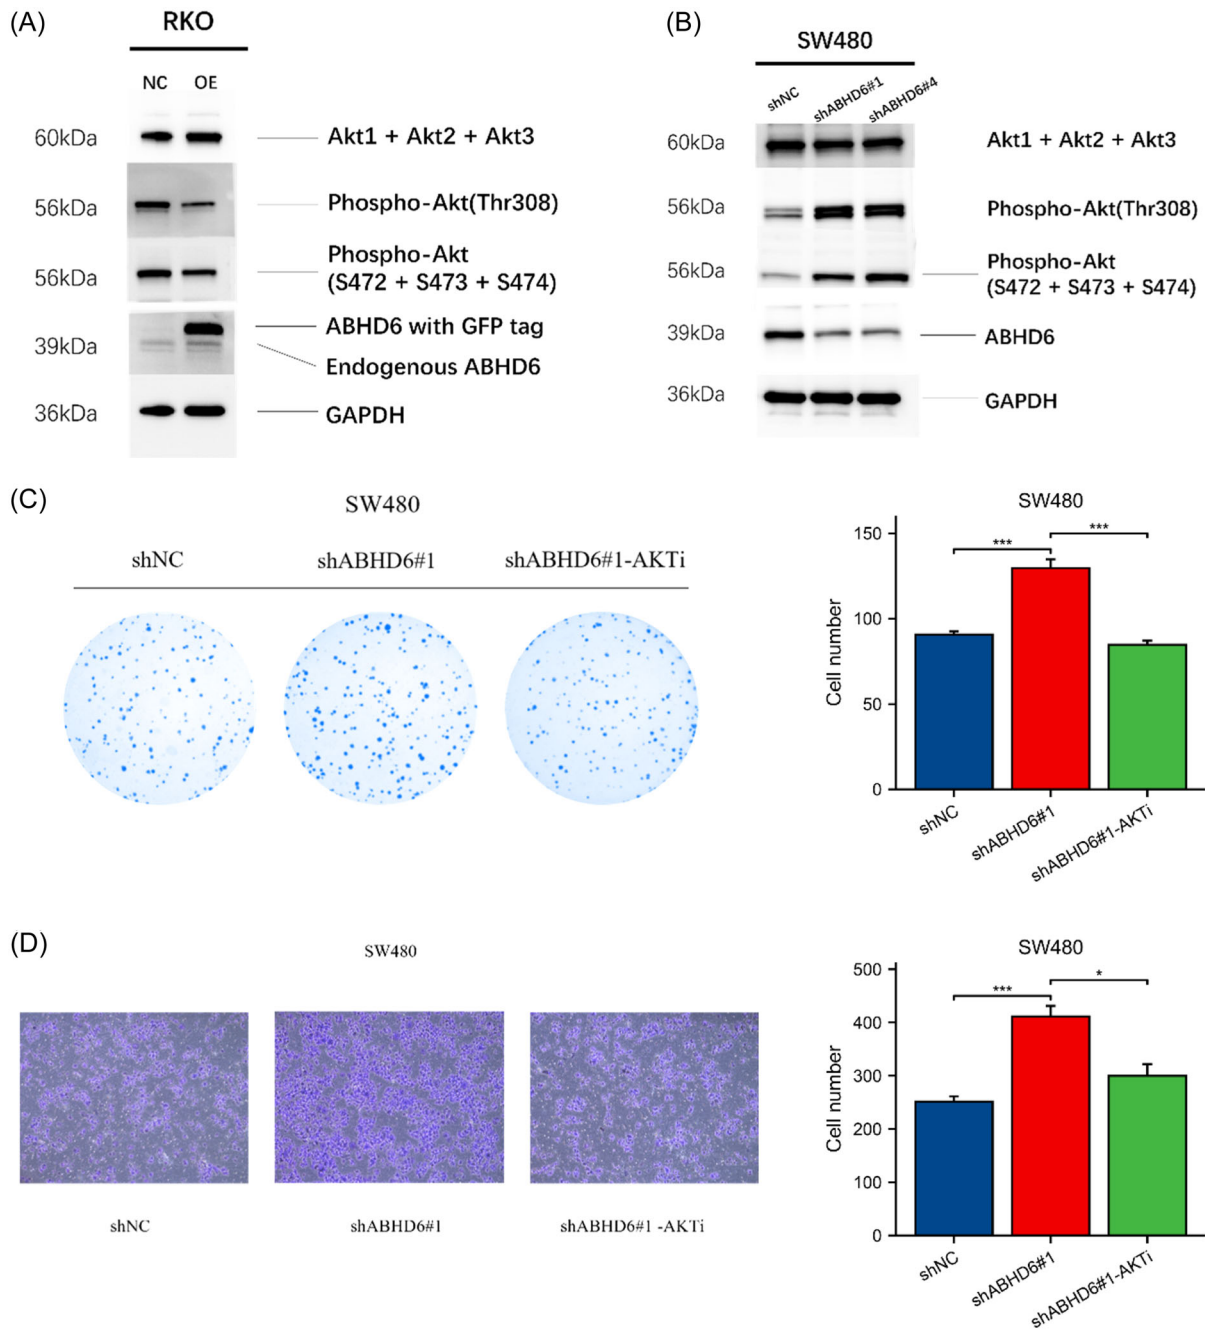 (A)
RKO
NC OE
60kDa Akt1 + Akt2 + Akt3
56kDa Phospho-Akt(Thr308)
56kDa Phospho-Akt
(S472 + S473 + S474)
ABHD6 with GFP tag
39kDa
Endogenous ABHD6
36kDa GAPDH
(B)
SW480
shNC shABHD6#1 shABHD6#4
60kDa Akt1 + Akt2 + Akt3
56kDa Phospho-Akt(Thr308)
56kDa Phospho-Akt
(S472 + S473 + S474)
39kDa ABHD6
36kDa GAPDH
(C)
SW480
shNC shABHD6#1 shABHD6#1-AKTi
SW480
Cell number
150
100
50
0
*** ***
shNC shABHD6#1 shABHD6#1-AKTi
(D)
SW480
shNC shABHD6#1 shABHD6#1 -AKTi
SW480
Cell number
500
400
300
200
100
0
*** *
shNC shABHD6#1 shABHD6#1-AKTi